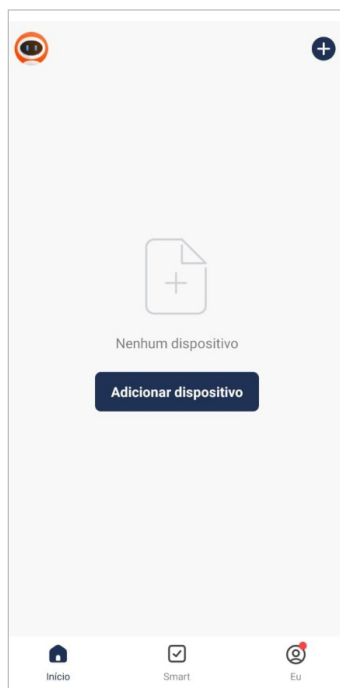 Nenhum dispositivo
Adicionar dispositivo
Início
Smart
Eu